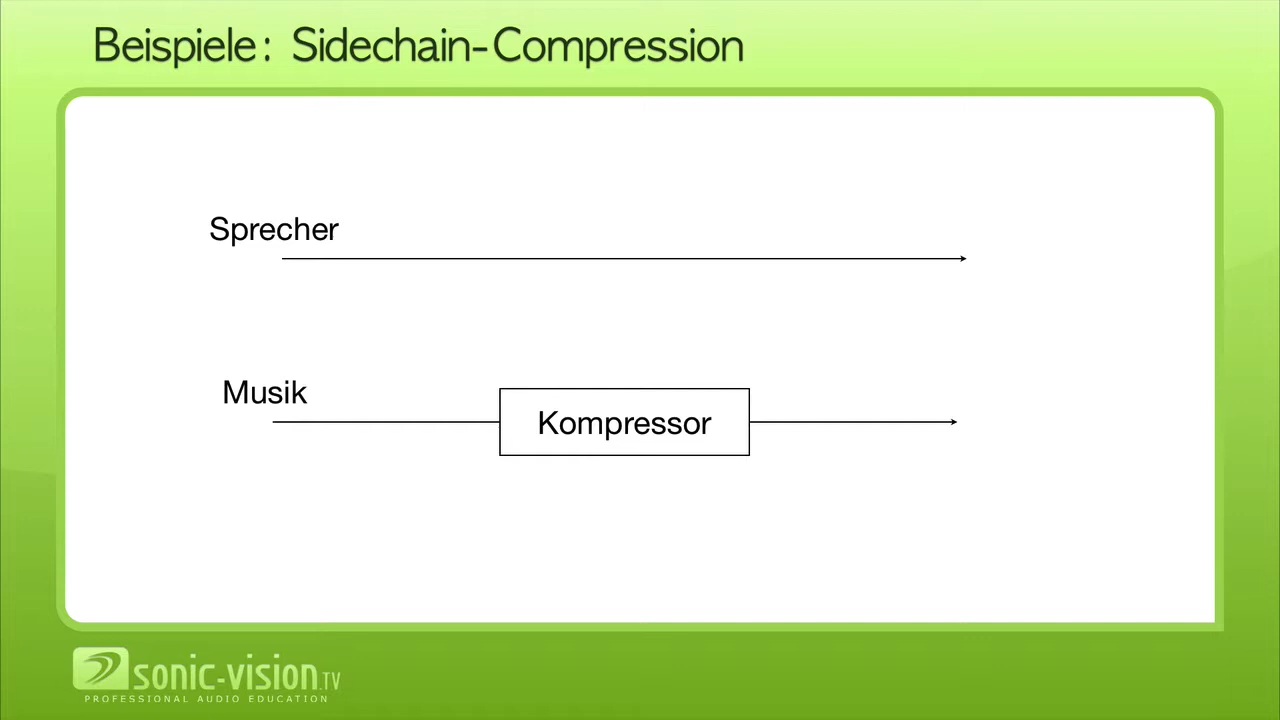 Beispiele: Sidechain-Compression
Sprecher
Musik
Kompressor
sonic-vision.TV
PROFESSIONAL AUDIO EDUCATION